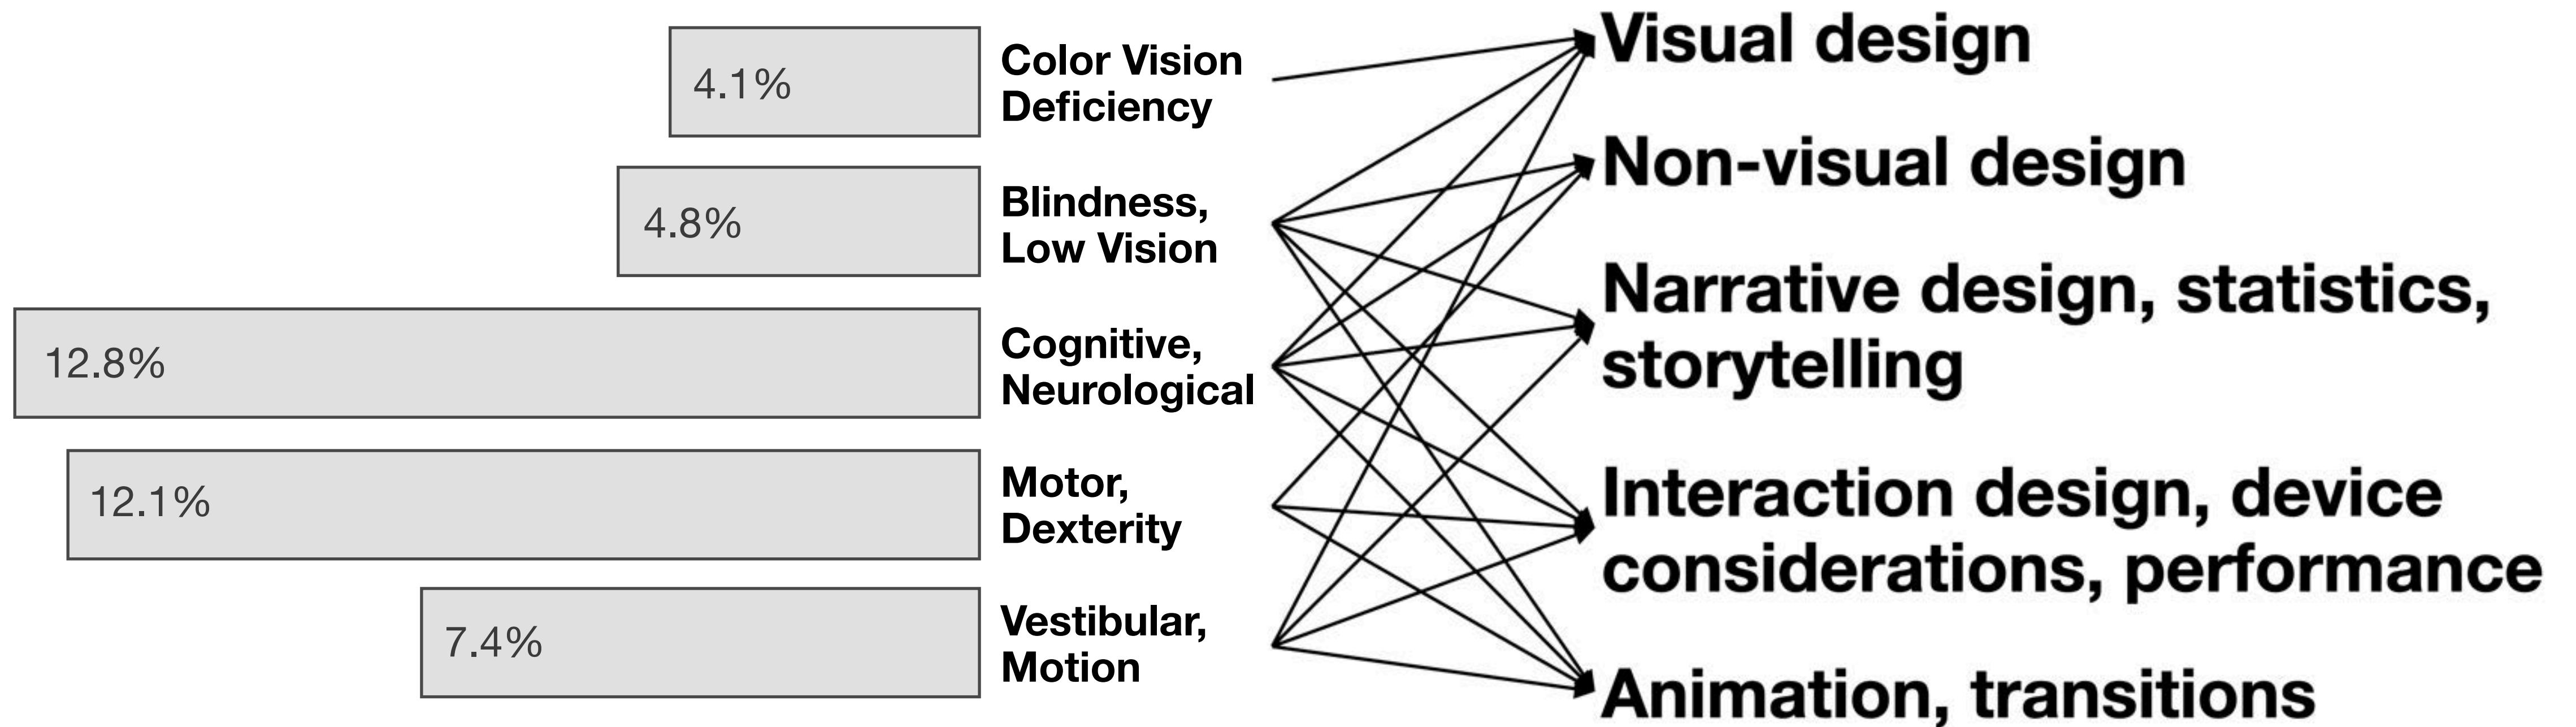 4.1%
Color Vision
Deficiency
4.8%
Blindness,
Low Vision
12.8%
Cognitive,
Neurological
12.1%
Motor,
Dexterity
7.4%
Vestibular,
Motion
Visual design
Non-visual design
Narrative design, statistics,
storytelling
Interaction design, device
considerations, performance
Animation, transitions